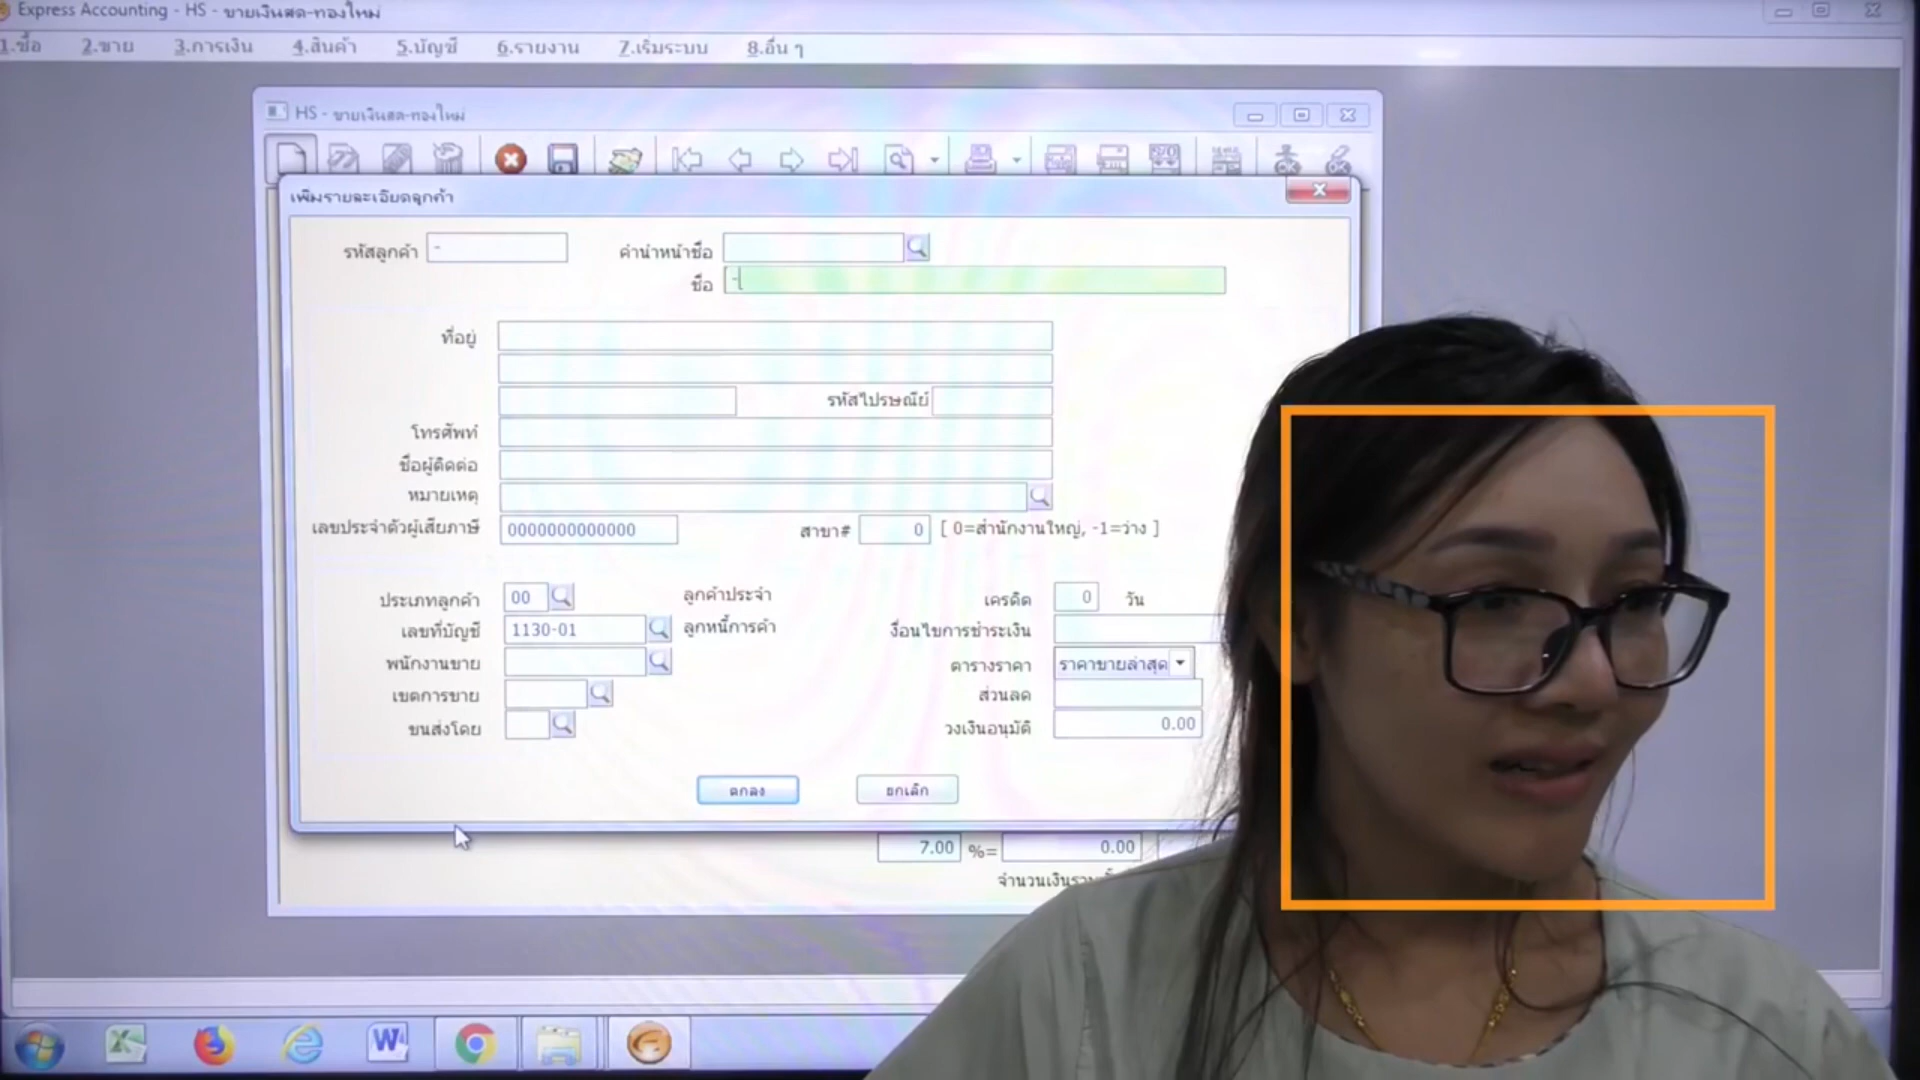 Express Accounting - HS - ขายเงินสด-ทองใหม่
1.ซื้อ 2.ขาย 3.การเงิน 4.สินค้า 5.บัญชี 6.รายงาน 7.เริ่มระบบ 8.อื่น ๆ
HS - ขายเงินสด-ทองใหม่
เพิ่มรายละเอียดลูกค้า
รหัสลูกค้า - คำนำหน้าชื่อ
ชื่อ -
ที่อยู่
รหัสไปรษณีย์
โทรศัพท์
ชื่อผู้ติดต่อ
หมายเหตุ
เลขประจำตัวผู้เสียภาษี 0000000000000 สาขา# 0 [ 0=สำนักงานใหญ่, -1=ว่าง ]
ประเภทลูกค้า 00 ลูกค้าประจำ เครดิต 0 วัน
เลขที่บัญชี 1130-01 ลูกหนี้การค้า งื่อนไขการชำระเงิน
พนักงานขาย ตารางราคา ราคาขายล่าสุด
เขตการขาย ส่วนลด
ขนส่งโดย วงเงินอนุมัติ 0.00
ตกลง ยกเลิก
7.00 %= 0.00
จำนวนเงินรวม